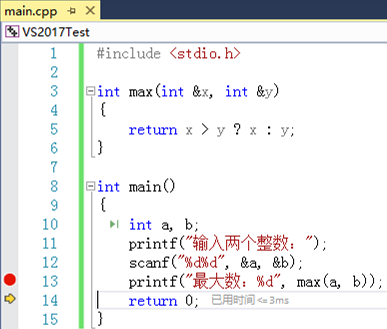 main.cpp
VS2017Test
1 #include <stdio.h>
2
3 int max(int &x, int &y)
4 {
5 return x > y ? x : y;
6 }
7
8 int main()
9 {
10 int a, b;
11 printf("输入两个整数：");
12 scanf("%d%d", &a, &b);
13 printf("最大数：%d", max(a, b));
14 return 0; 已用时间 <= 3ms
15 }